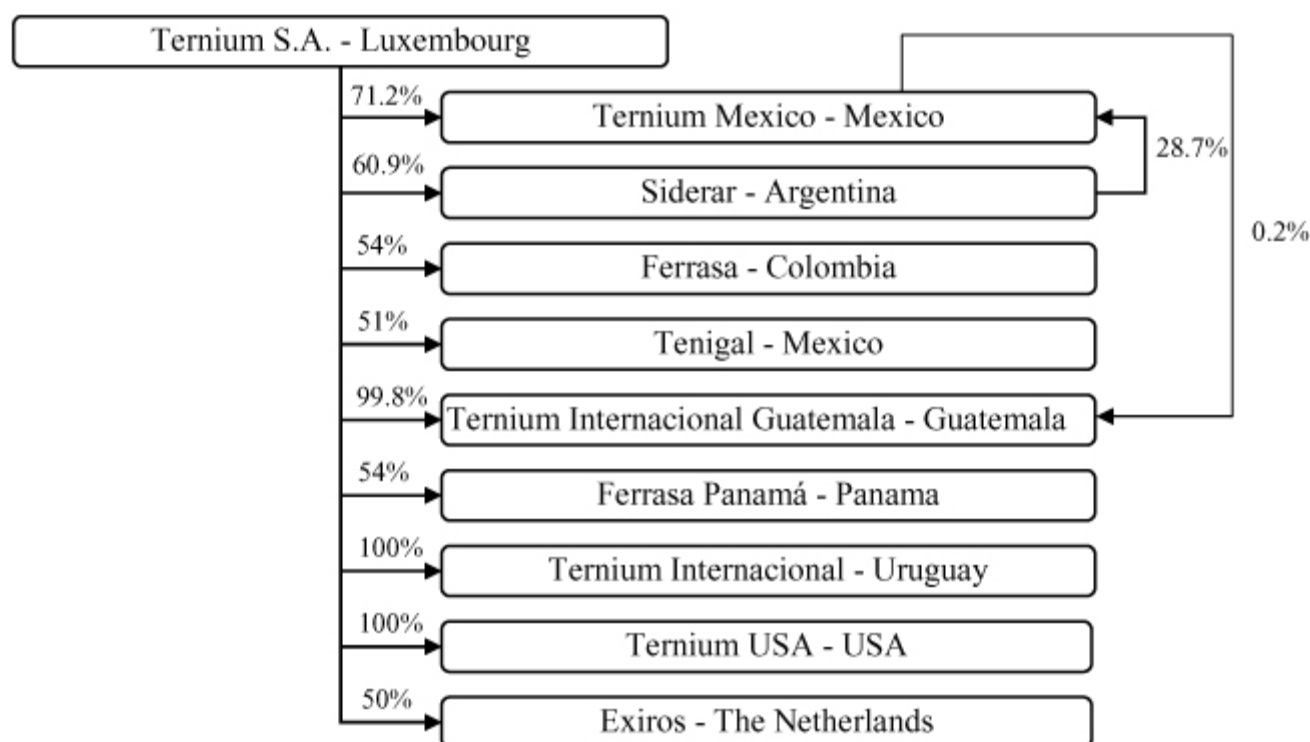 Ternium S.A. - Luxembourg
71.2%
Ternium Mexico - Mexico
28.7%
60.9%
Siderar - Argentina
0.2%
54%
Ferrasa - Colombia
51%
Tenigal - Mexico
99.8%
Ternium Internacional Guatemala - Guatemala
54%
Ferrasa Panamá - Panama
100%
Ternium Internacional - Uruguay
100%
Ternium USA - USA
50%
Exiros - The Netherlands